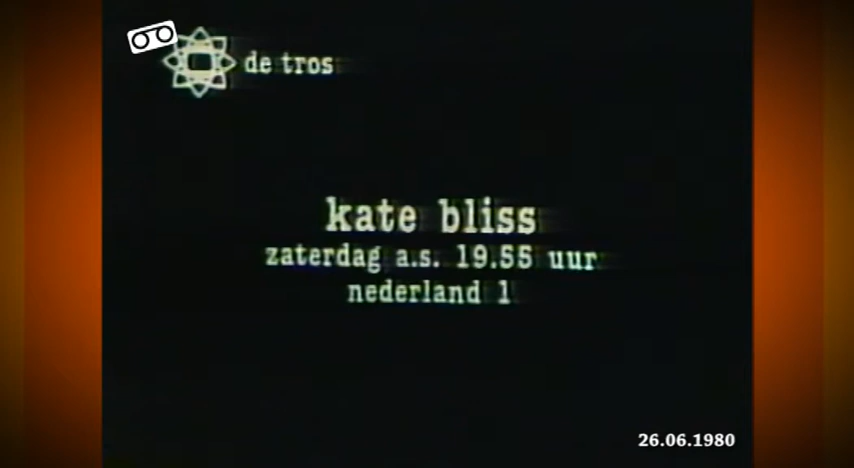 de tros
kate bliss
zaterdag a.s. 19.55 uur
nederland 1
26.06.1980